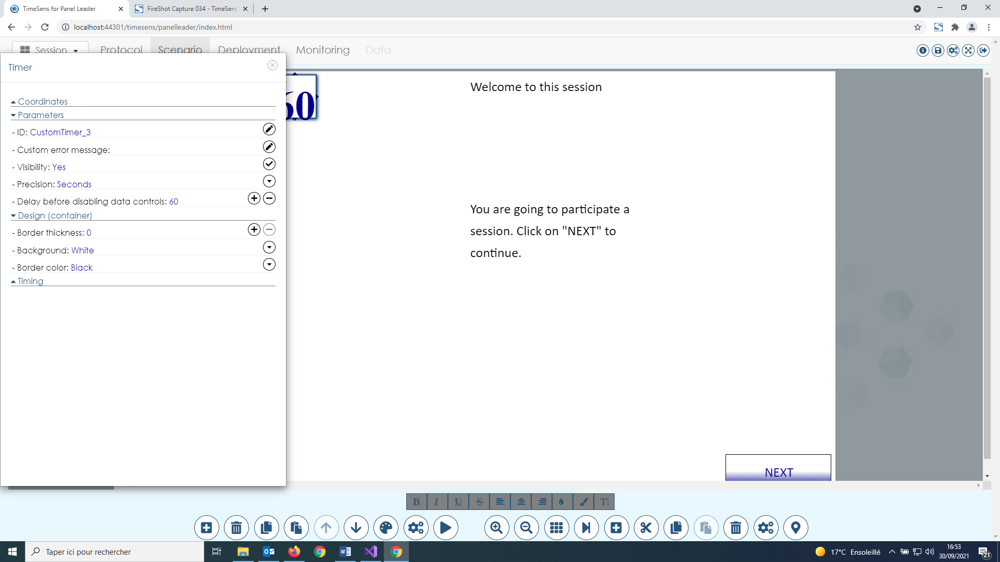 TimeSens for Panel Leader
FireShot Capture 034 - TimeSens
localhost:44301/timesens/panelleader/index.html
Session
Protocol
Scenario
Deployment
Monitoring
Data
Timer
Coordinates
Parameters
- ID: CustomTimer_3
- Custom error message:
- Visibility: Yes
- Precision: Seconds
- Delay before disabling data controls: 60
Design (container)
- Border thickness: 0
- Background: White
- Border color: Black
Timing
60
Welcome to this session
You are going to participate a
session. Click on "NEXT" to
continue.
NEXT
B I U S T
Taper ici pour rechercher
17°C Ensoleillé
16:53
30/09/2021
21